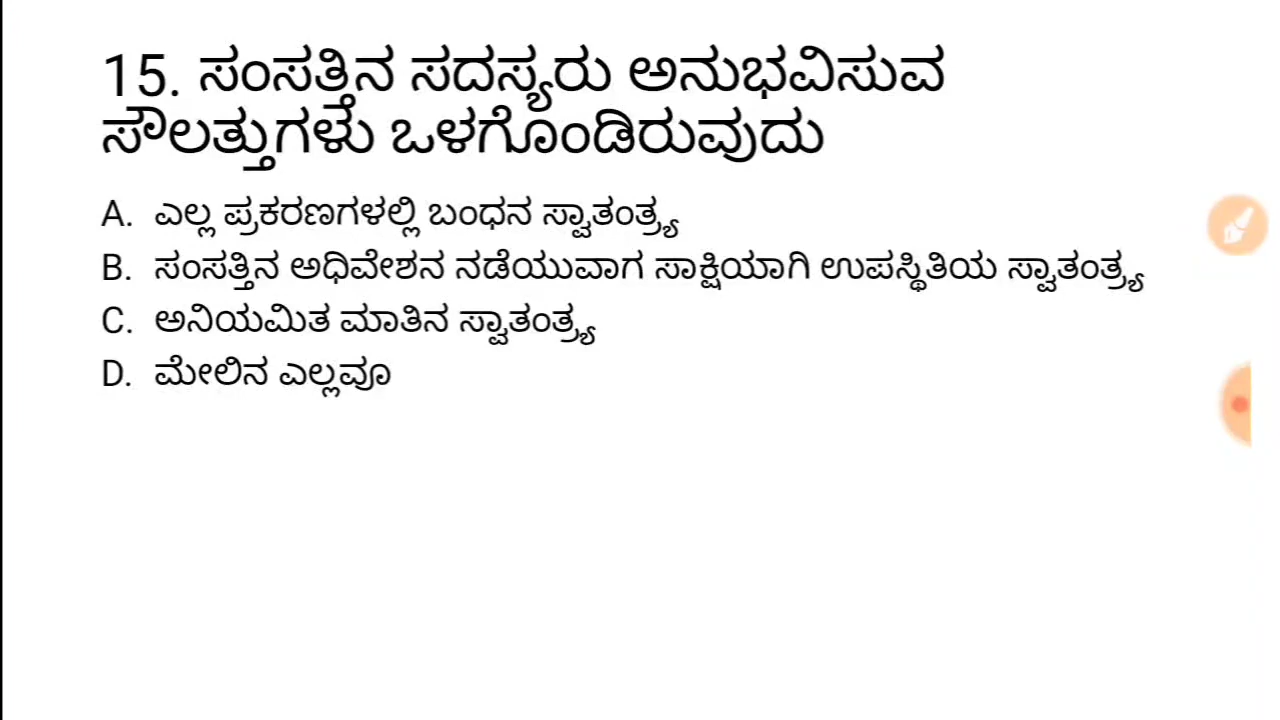 15. ಸಂಸತ್ತಿನ ಸದಸ್ಯರು ಅನುಭವಿಸುವ
ಸೌಲತ್ತುಗಳು ಒಳಗೊಂಡಿರುವುದು
A. ಎಲ್ಲ ಪ್ರಕರಣಗಳಲ್ಲಿ ಬಂಧನ ಸ್ವಾತಂತ್ರ್ಯ
B. ಸಂಸತ್ತಿನ ಅಧಿವೇಶನ ನಡೆಯುವಾಗ ಸಾಕ್ಷಿಯಾಗಿ ಉಪಸ್ಥಿತಿಯ ಸ್ವಾತಂತ್ರ್ಯ
C. ಅನಿಯಮಿತ ಮಾತಿನ ಸ್ವಾತಂತ್ರ್ಯ
D. ಮೇಲಿನ ಎಲ್ಲವೂ